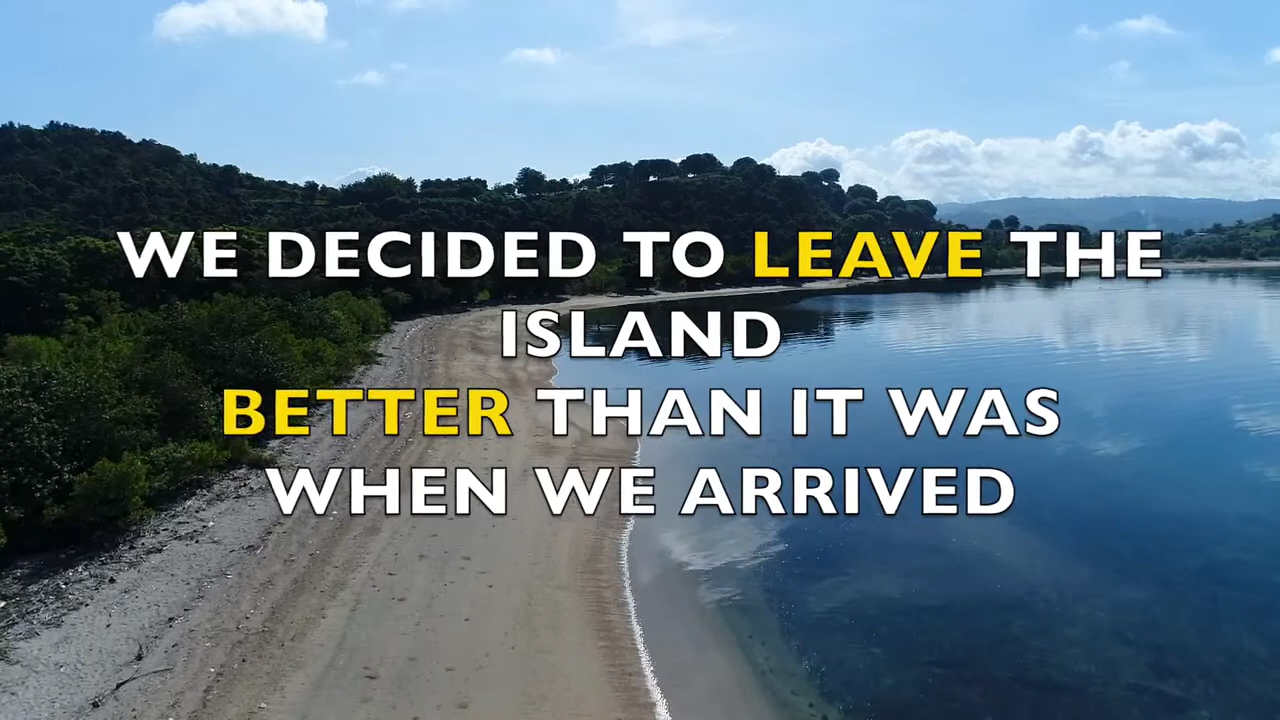 WE DECIDED TO LEAVE THE
ISLAND
BETTER THAN IT WAS
WHEN WE ARRIVED